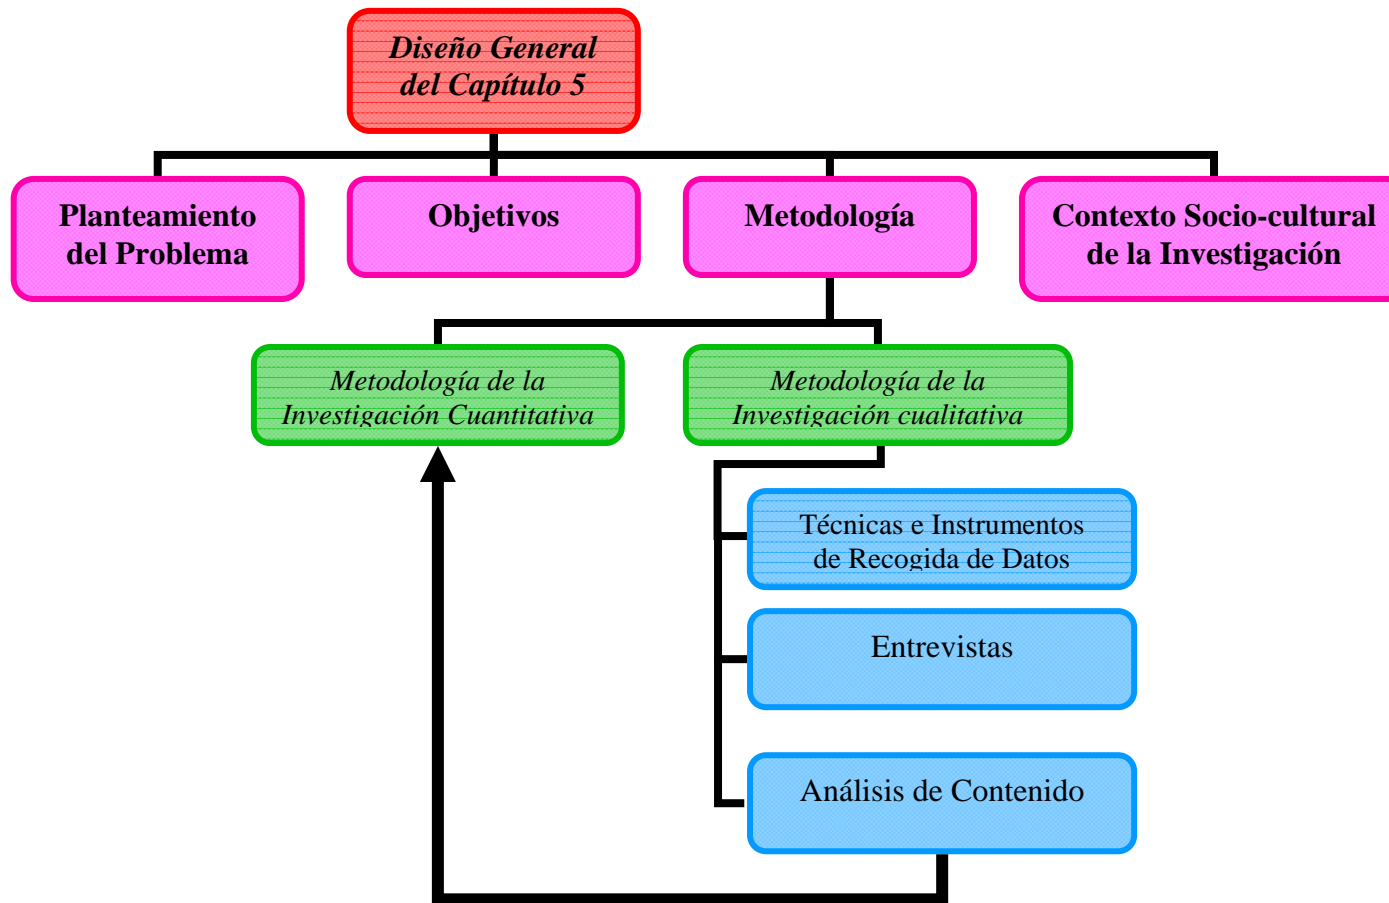 Diseño General
del Capítulo 5
Planteamiento
del Problema
Objetivos
Metodología
Contexto Socio-cultural
de la Investigación
Metodología de la
Investigación Cuantitativa
Metodología de la
Investigación cualitativa
Técnicas e Instrumentos
de Recogida de Datos
Entrevistas
Análisis de Contenido